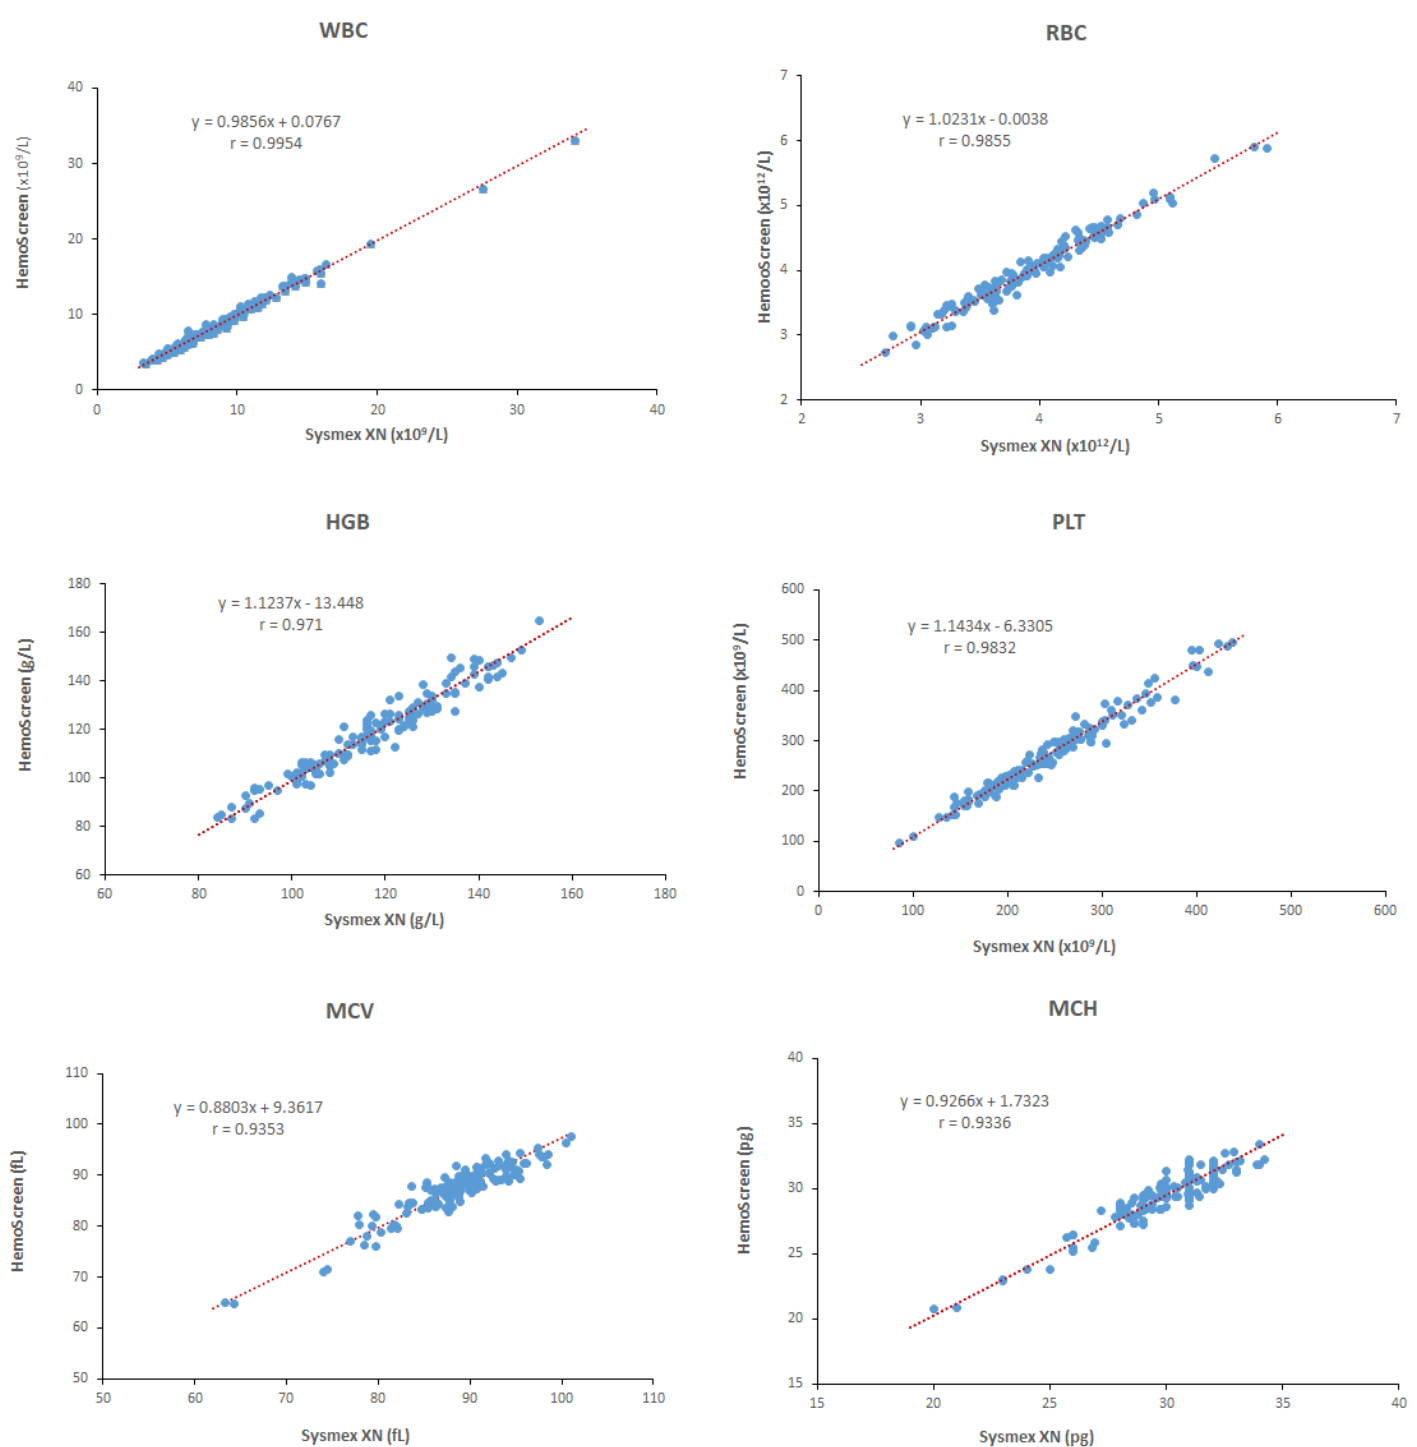 WBC
HemoScreen (x10⁹/L)
40
30
20
10
0
y = 0.9856x + 0.0767
r = 0.9954
0 10 20 30 40
Sysmex XN (x10⁹/L)
RBC
HemooScreen (x10¹²/L)
7
6
5
4
3
2
y = 1.0231x - 0.0038
r = 0.9855
2 3 4 5 6 7
Sysmex XN (x10¹²/L)
HGB
HemoScreen (g/L)
180
160
140
120
100
80
60
y = 1.1237x - 13.448
r = 0.971
60 80 100 120 140 160 180
Sysmex XN (g/L)
PLT
HemoScreen (x10⁹/L)
600
500
400
300
200
100
0
y = 1.1434x - 6.3305
r = 0.9832
0 100 200 300 400 500 600
Sysmex XN (x10⁹/L)
MCV
HemoScreen (fL)
110
100
90
80
70
60
50
y = 0.8803x + 9.3617
r = 0.9353
50 60 70 80 90 100 110
Sysmex XN (fL)
MCH
HemoScreen (pg)
40
35
30
25
20
15
y = 0.9266x + 1.7323
r = 0.9336
15 20 25 30 35 40
Sysmex XN (pg)